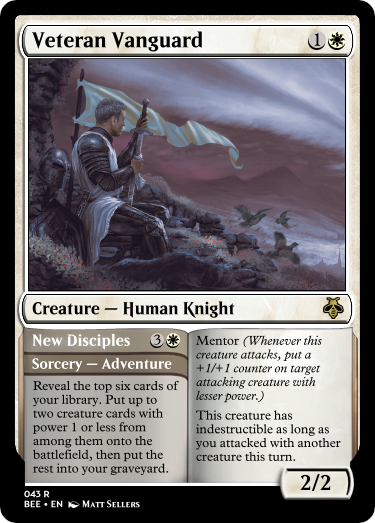 Veteran Vanguard 1
Creature — Human Knight
New Disciples 3
Sorcery — Adventure
Reveal the top six cards of
your library. Put up to
two creature cards with
power 1 or less from
among them onto the
battlefield, then put the
rest into your graveyard.
Mentor (Whenever this
creature attacks, put a
+1/+1 counter on target
attacking creature with
lesser power.)
This creature has
indestructible as long as
you attacked with another
creature this turn.
2/2
043 R
BEE • EN Matt Sellers